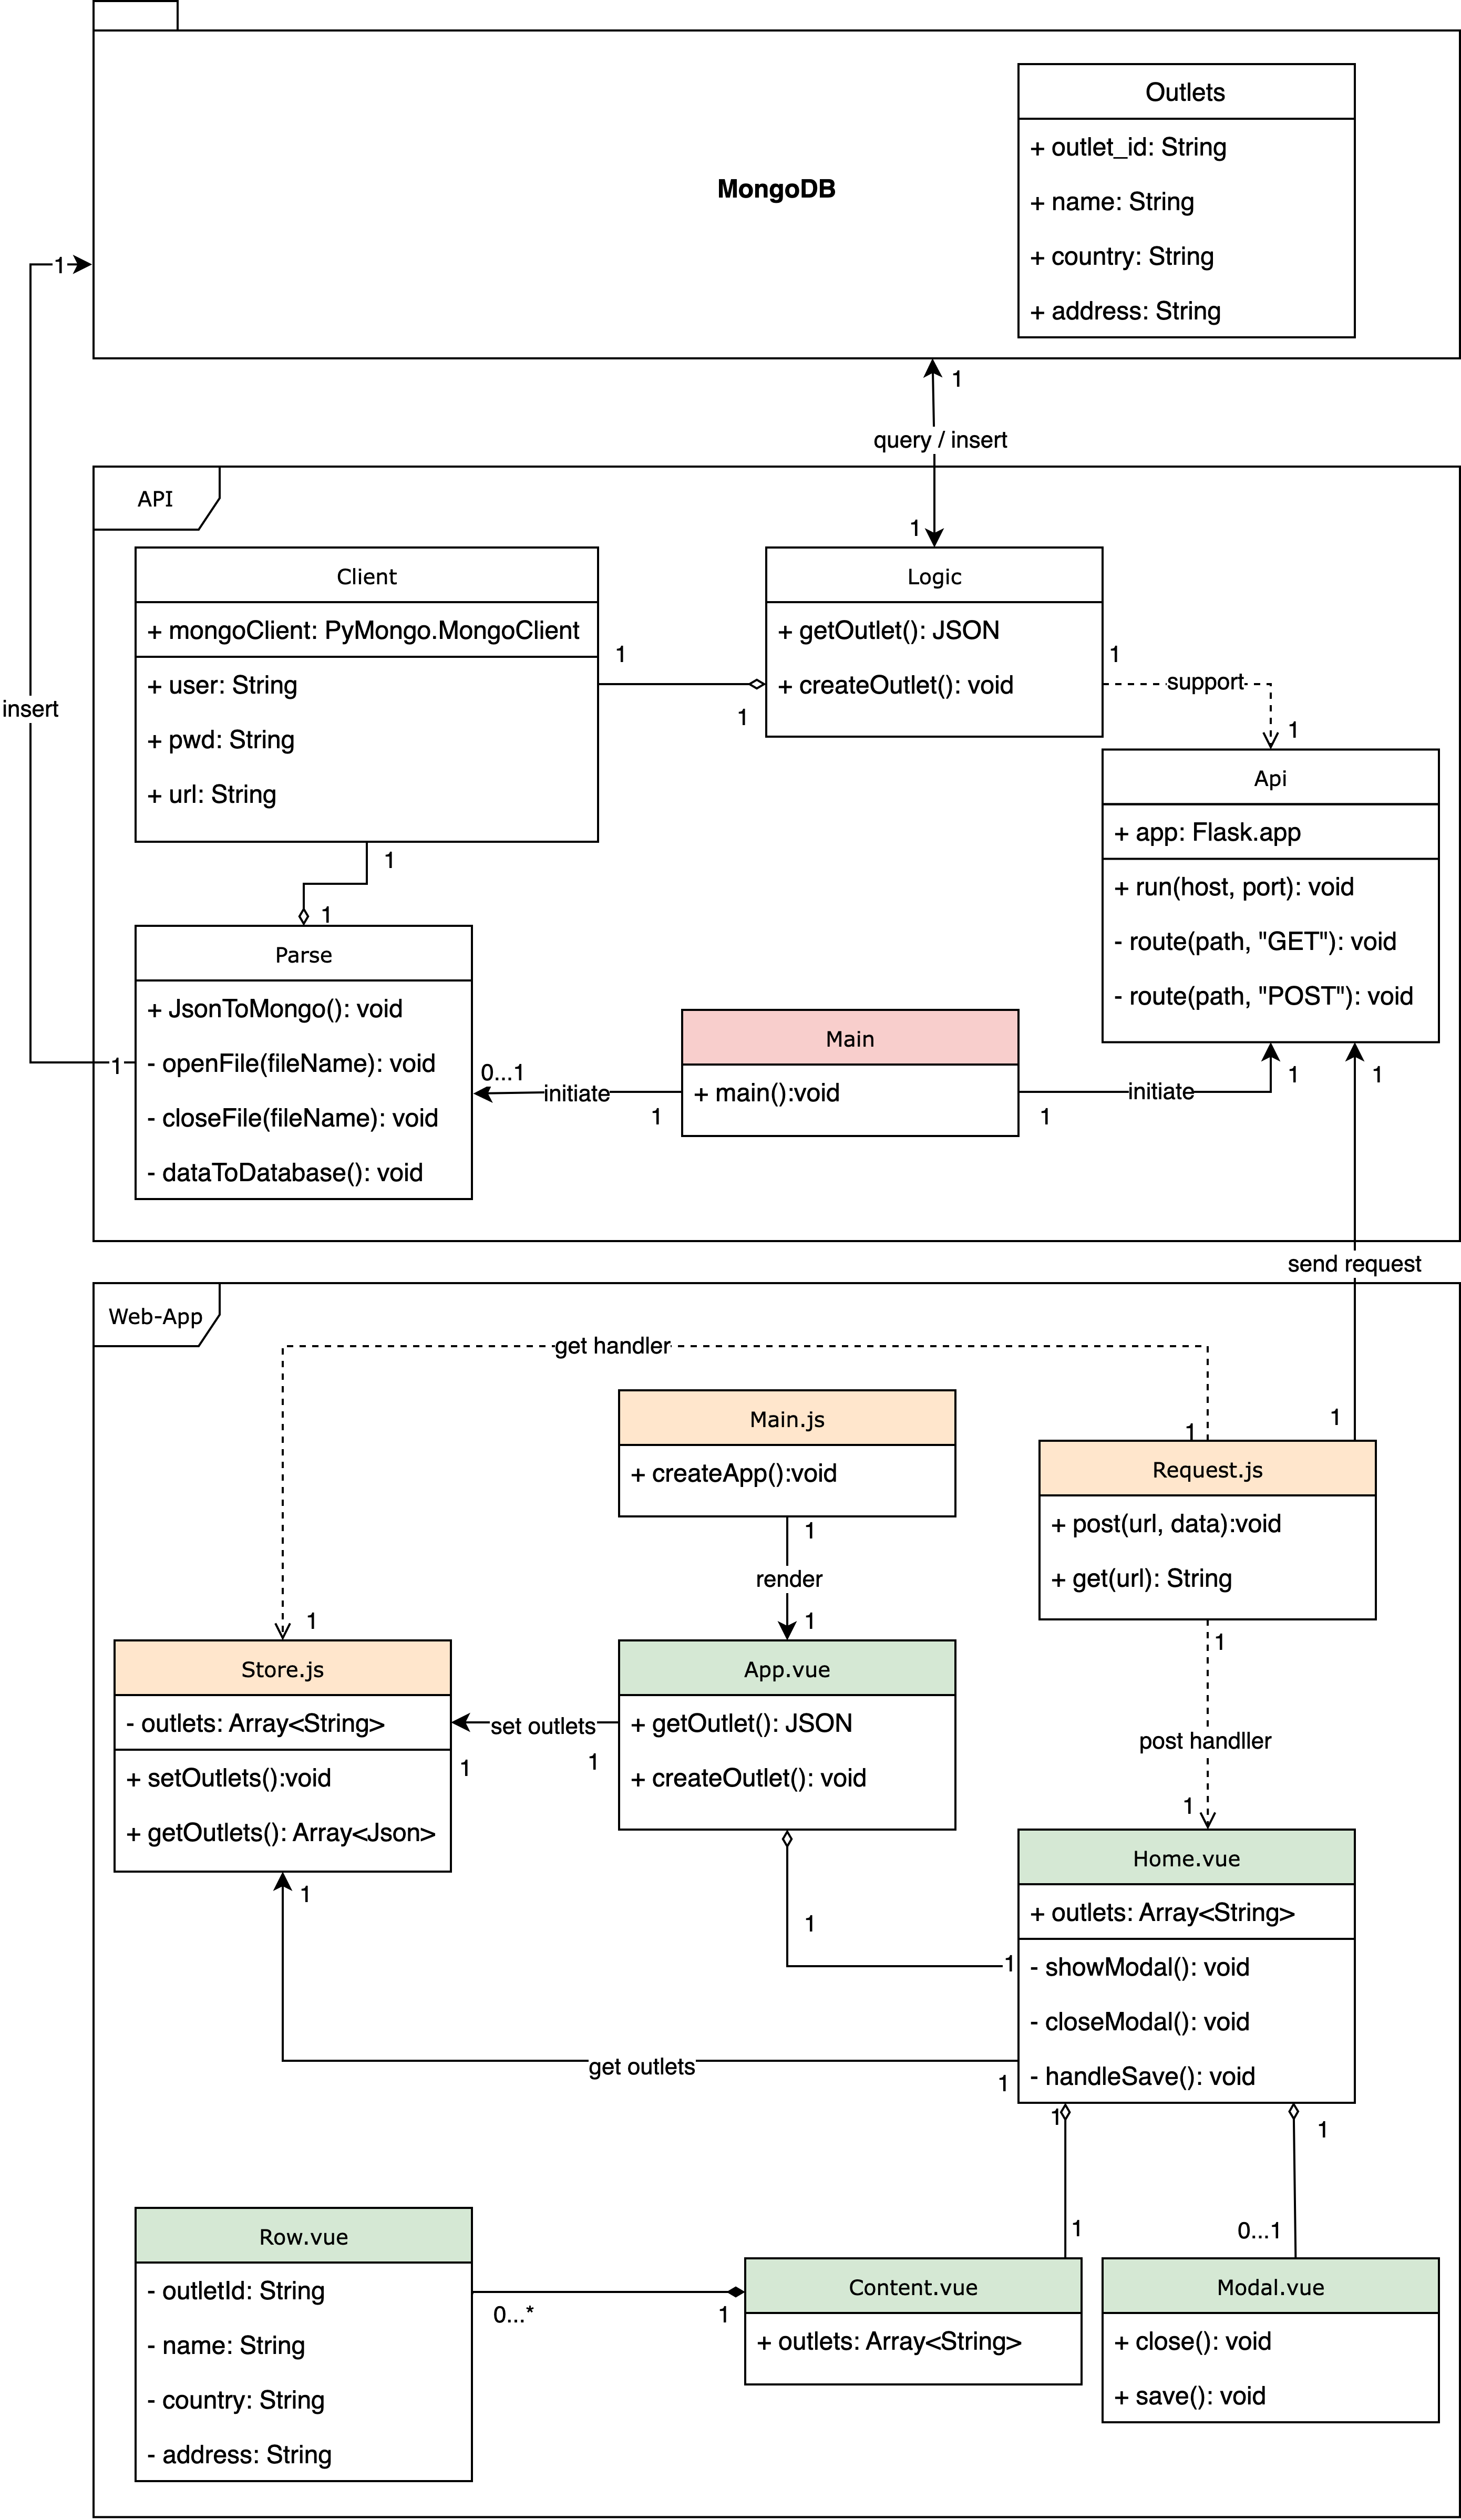 Outlets
+ outlet_id: String
+ name: String
MongoDB
+ country: String
+ address: String
1
1
query / insert
API
1
Client
Logic
+ mongoClient: PyMongo.MongoClient
+ getOutlet(): JSON
1
1
+ user: String
+ createOutlet(): void
support
insert
1
+ pwd: String
1
+ url: String
Api
+ app: Flask.app
1
+ run(host, port): void
1
Parse
- route(path, "GET"): void
- route(path, "POST"): void
+ JsonToMongo(): void
Main
1
- openFile(fileName): void
0...1
initiate
+ main():void
initiate
1
1
- closeFile(fileName): void
1
1
- dataToDatabase(): void
send request
Web-App
get handler
Main.js
1
1
Request.js
+ createApp():void
+ post(url, data):void
1
render
+ get(url): String
1
1
1
Store.js
App.vue
- outlets: Array<String>
set outlets
+ getOutlet(): JSON
post handller
1
1
+ setOutlets():void
+ createOutlet(): void
1
+ getOutlets(): Array<Json>
Home.vue
1
+ outlets: Array<String>
1
1
- showModal(): void
- closeModal(): void
get outlets
1
- handleSave(): void
1
1
1
0...1
Row.vue
Content.vue
Modal.vue
- outletId: String
0...*
1
- name: String
+ outlets: Array<String>
+ close(): void
- country: String
+ save(): void
- address: String